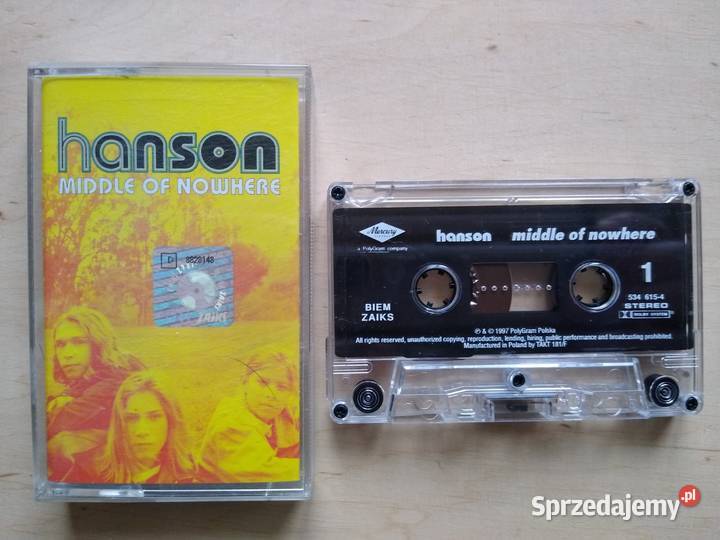 hanson
MIDDLE OF NOWHERE
D 8820148
ZAIKS
Mercury
a PolyGram company
hanson middle of nowhere
1
BIEM
ZAIKS
534 615-4
STEREO
DOLBY SYSTEM
℗ & © 1997 PolyGram Polska
All rights reserved, unauthorized copying, reproduction, lending, hiring, public performance and broadcasting prohibited.
Manufactured in Poland by TAKT 181/F
Sprzedajemy.pl